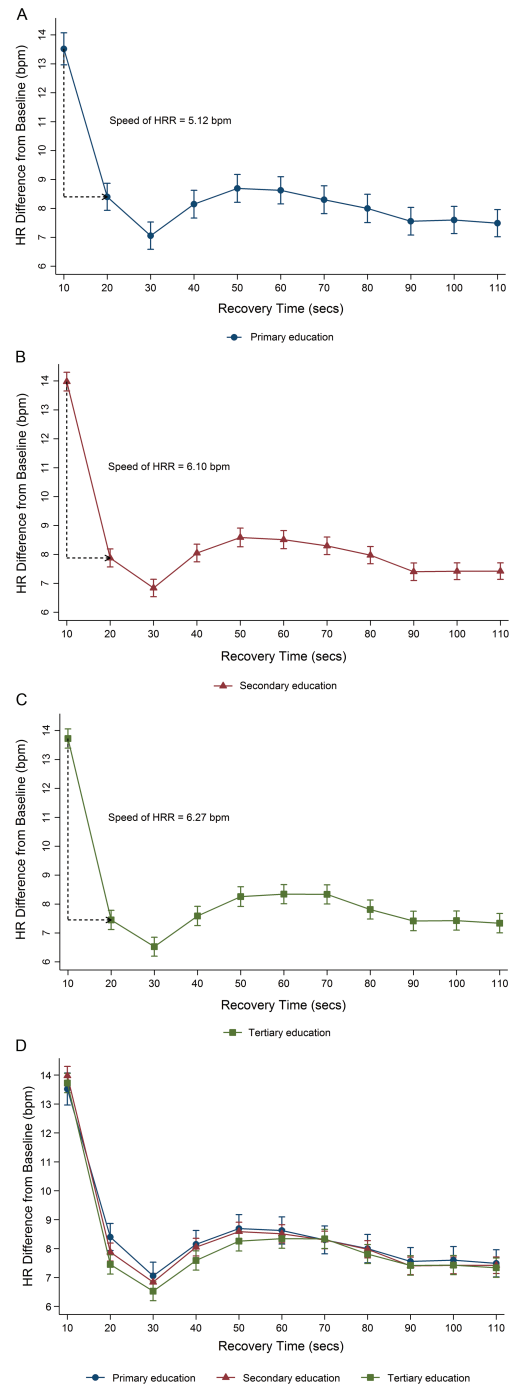 A
HR Difference from Baseline (bpm)
14
13
12
11
10
9
8
7
6
Speed of HRR = 5.12 bpm
10 20 30 40 50 60 70 80 90 100 110
Recovery Time (secs)
Primary education
B
HR Difference from Baseline (bpm)
14
13
12
11
10
9
8
7
6
Speed of HRR = 6.10 bpm
10 20 30 40 50 60 70 80 90 100 110
Recovery Time (secs)
Secondary education
C
HR Difference from Baseline (bpm)
14
13
12
11
10
9
8
7
6
Speed of HRR = 6.27 bpm
10 20 30 40 50 60 70 80 90 100 110
Recovery Time (secs)
Tertiary education
D
HR Difference from Baseline (bpm)
14
13
12
11
10
9
8
7
6
10 20 30 40 50 60 70 80 90 100 110
Recovery Time (secs)
Primary education Secondary education Tertiary education